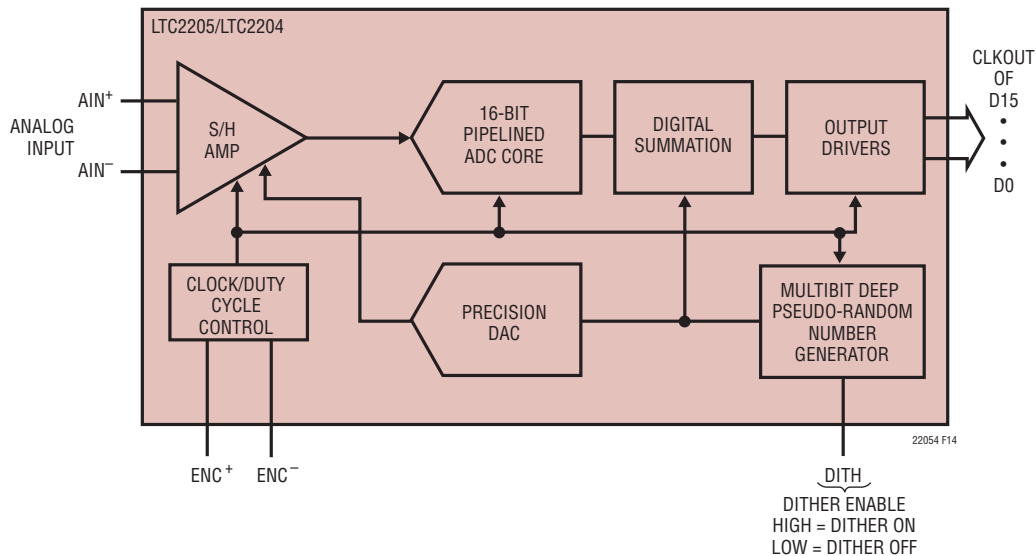 LTC2205/LTC2204
AIN+
ANALOG
INPUT
AIN−
S/H
AMP
16-BIT
PIPELINED
ADC CORE
DIGITAL
SUMMATION
OUTPUT
DRIVERS
CLKOUT
OF
D15
•
•
•
D0
CLOCK/DUTY
CYCLE
CONTROL
PRECISION
DAC
MULTIBIT DEEP
PSEUDO-RANDOM
NUMBER
GENERATOR
22054 F14
ENC+
ENC−
DITH
DITHER ENABLE
HIGH = DITHER ON
LOW = DITHER OFF